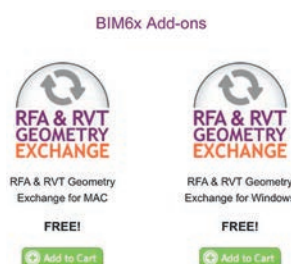 BIM6x Add-ons
RFA & RVT
GEOMETRY
EXCHANGE
RFA & RVT Geometry
Exchange for MAC
FREE!
Add to Cart
RFA & RVT
GEOMETRY
EXCHANGE
RFA & RVT Geometry
Exchange for Windows
FREE!
Add to Cart